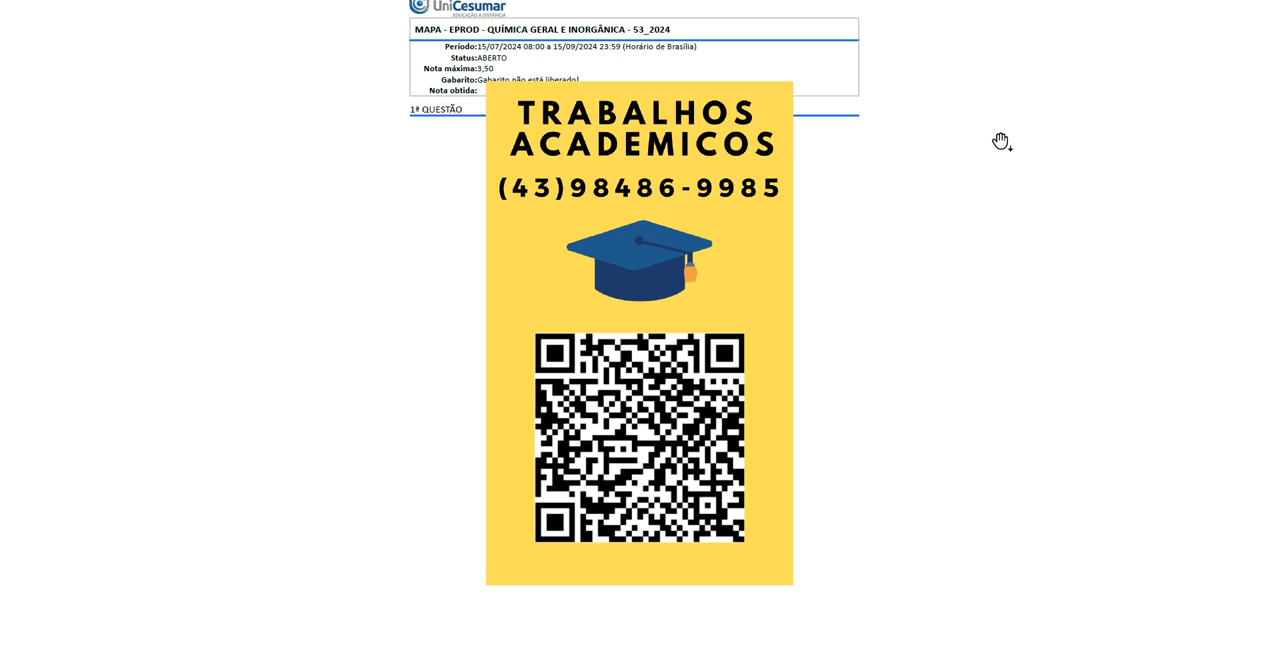 UniCesumar
EDUCAÇÃO A DISTÂNCIA
MAPA - EPROD - QUÍMICA GERAL E INORGÂNICA - 53_2024
Período:15/07/2024 08:00 a 15/09/2024 23:59 (Horário de Brasília)
Status:ABERTO
Nota máxima:3,50
Gabarito:Gabarito não está liberado!
Nota obtida:
1ª QUESTÃO
TRABALHOS
ACADEMICOS
(43)98486-9985